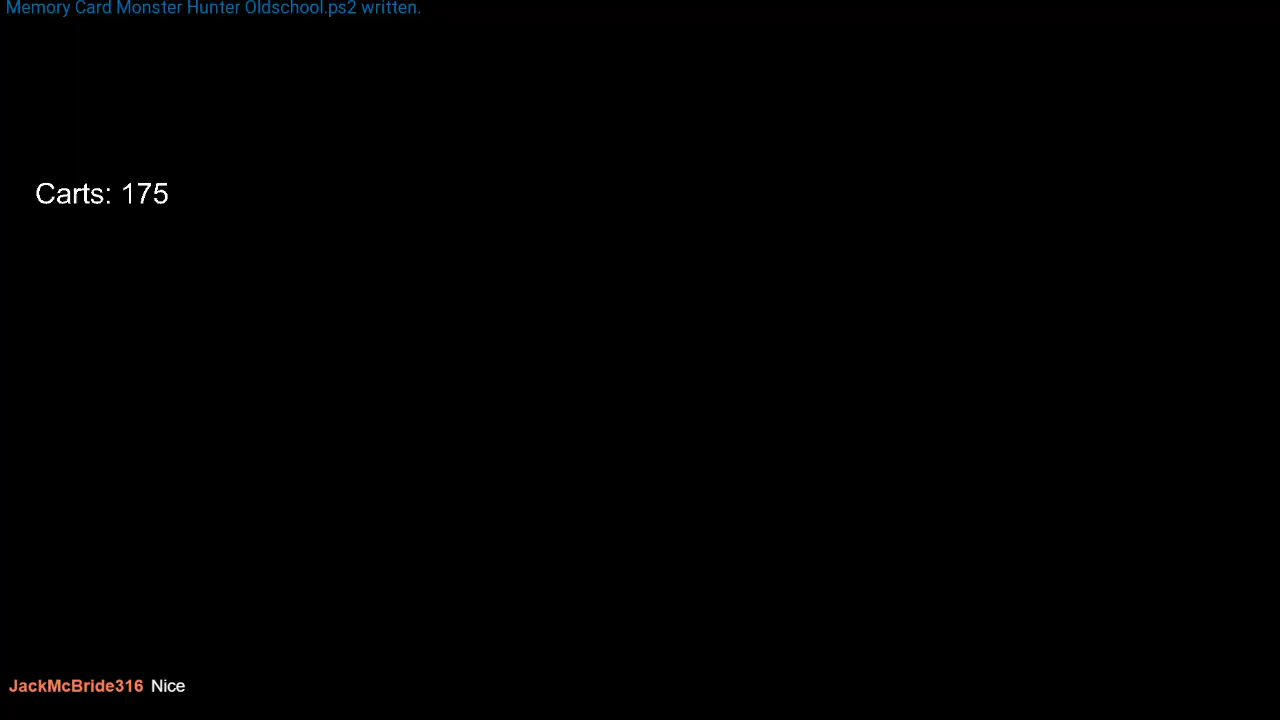 Memory Card Monster Hunter Oldschool.ps2 written.
Carts: 175
JackMcBride316 Nice